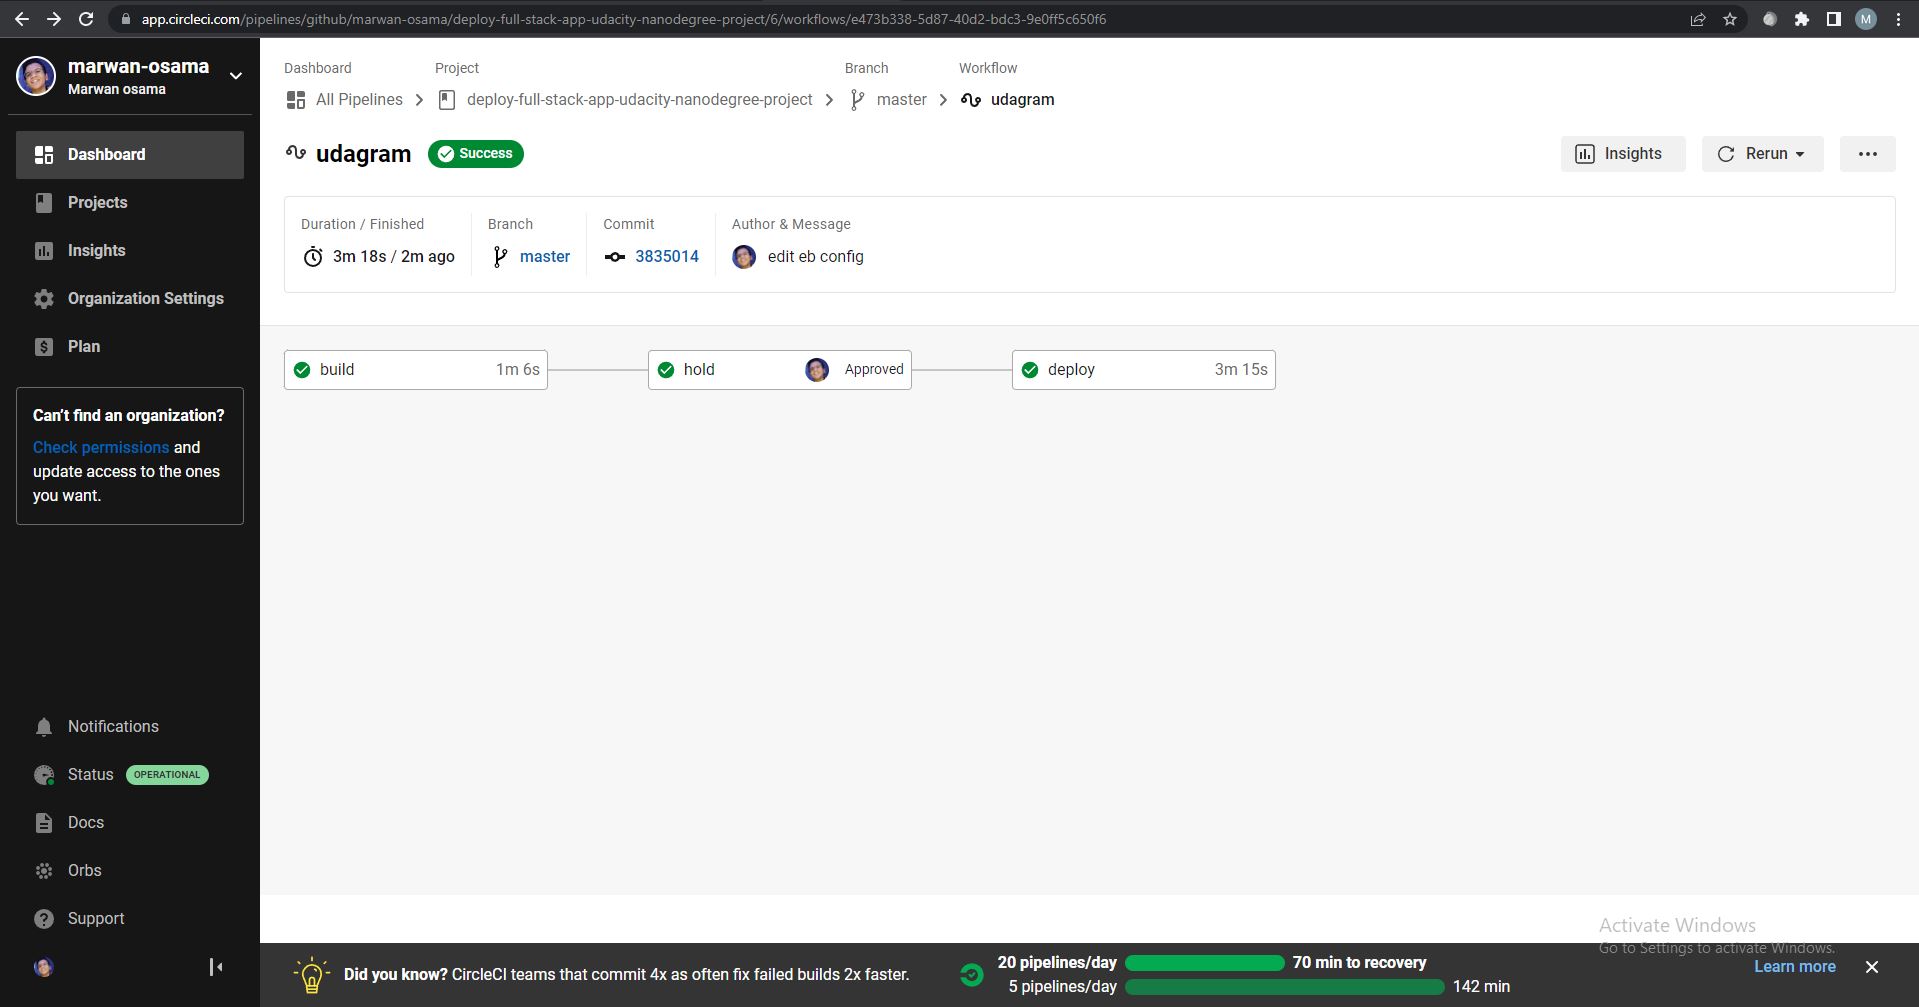 app.circleci.com/pipelines/github/marwan-osama/deploy-full-stack-app-udacity-nanodegree-project/6/workflows/e473b338-5d87-40d2-bdc3-9e0ff5c650f6
M
marwan-osama
Marwan osama
Dashboard
Projects
Insights
Organization Settings
Plan
Can't find an organization?
Check permissions and
update access to the ones
you want.
Notifications
Status OPERATIONAL
Docs
Orbs
Support
Dashboard Project Branch Workflow
All Pipelines deploy-full-stack-app-udacity-nanodegree-project master udagram
udagram Success Insights Rerun
Duration / Finished Branch Commit Author & Message
3m 18s / 2m ago master 3835014 edit eb config
build 1m 6s hold Approved deploy 3m 15s
Activate Windows
Go to Settings to activate Windows.
Did you know? CircleCI teams that commit 4x as often fix failed builds 2x faster.
20 pipelines/day 70 min to recovery
5 pipelines/day 142 min
Learn more